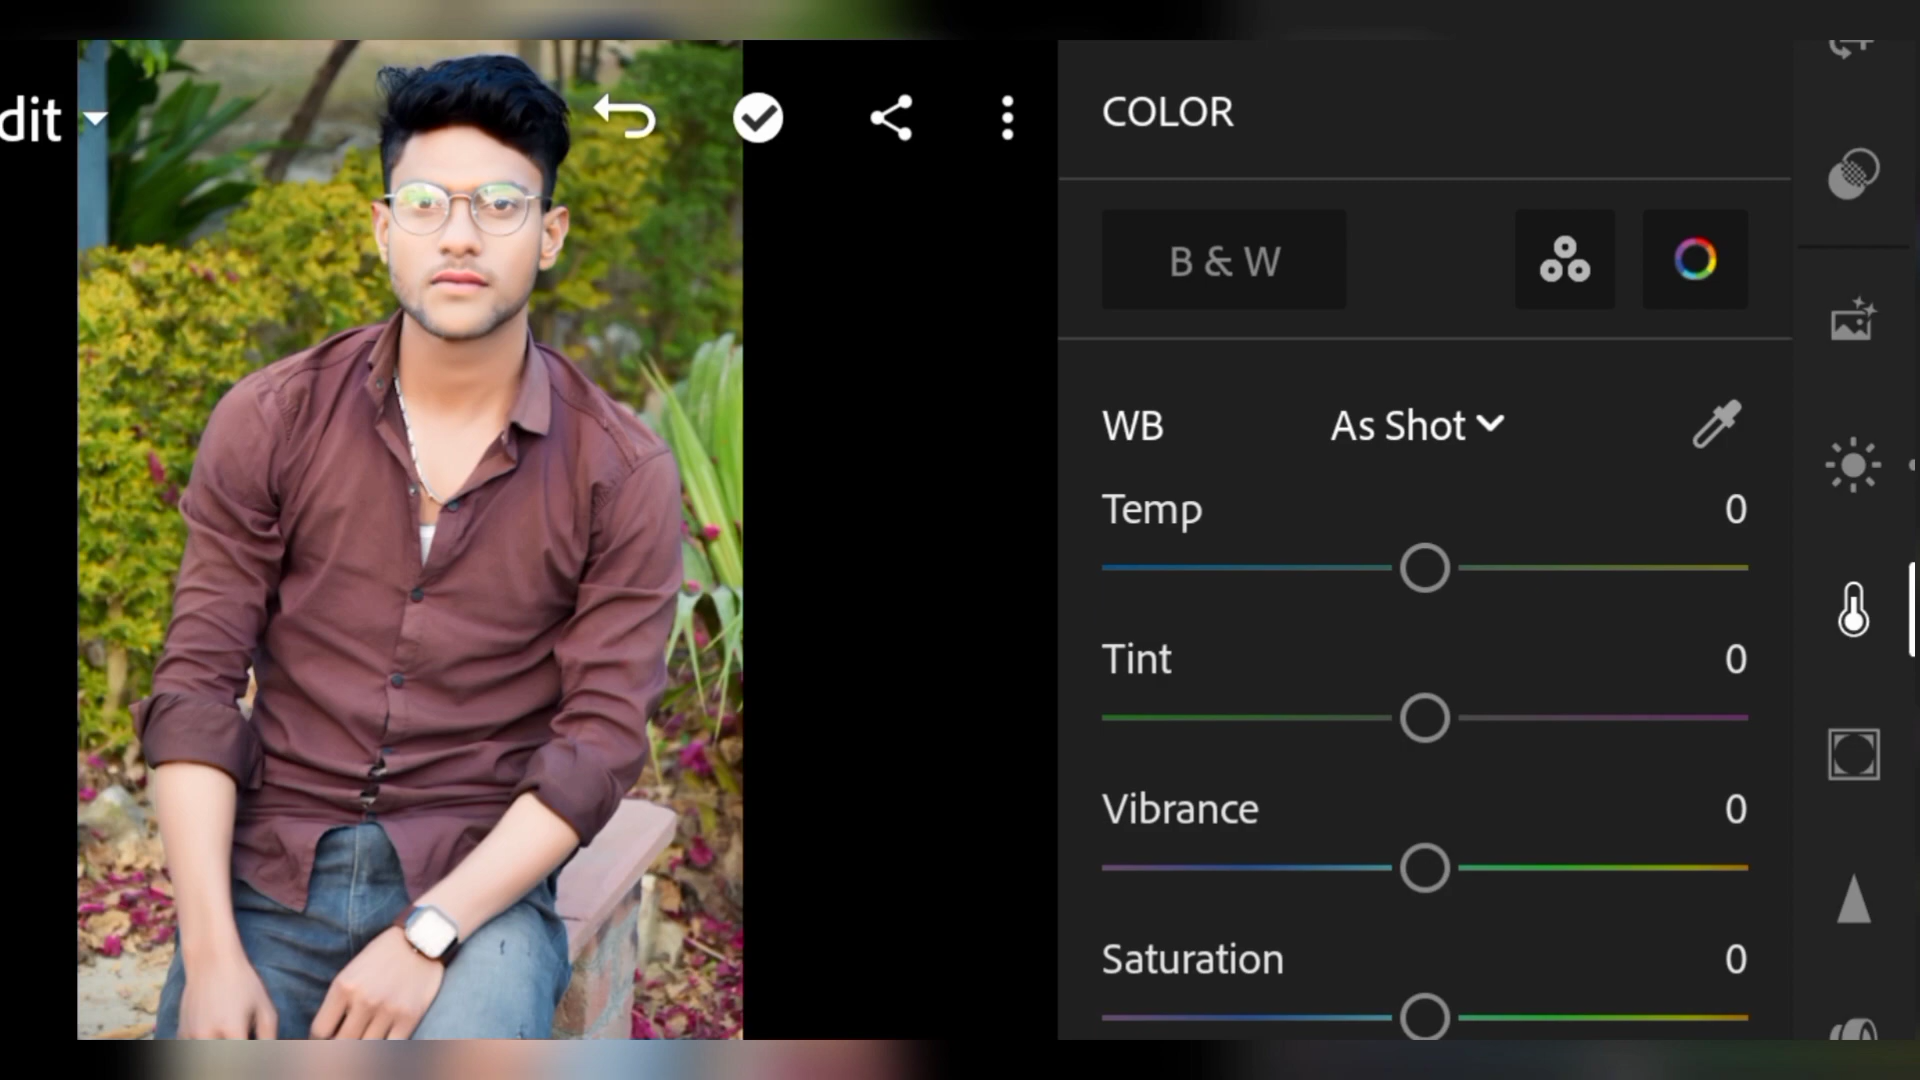 dit
COLOR
B & W
WB As Shot
Temp 0
Tint 0
Vibrance 0
Saturation 0